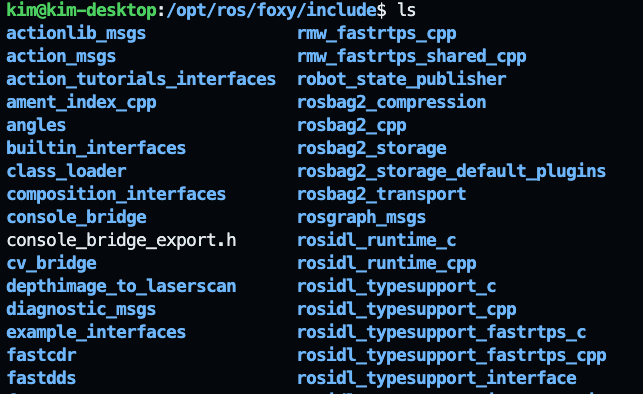 kim@kim-desktop:/opt/ros/foxy/include$ ls
actionlib_msgs rmw_fastrtps_cpp
action_msgs rmw_fastrtps_shared_cpp
action_tutorials_interfaces robot_state_publisher
ament_index_cpp rosbag2_compression
angles rosbag2_cpp
builtin_interfaces rosbag2_storage
class_loader rosbag2_storage_default_plugins
composition_interfaces rosbag2_transport
console_bridge rosgraph_msgs
console_bridge_export.h rosidl_runtime_c
cv_bridge rosidl_runtime_cpp
depthimage_to_laserscan rosidl_typesupport_c
diagnostic_msgs rosidl_typesupport_cpp
example_interfaces rosidl_typesupport_fastrtps_c
fastcdr rosidl_typesupport_fastrtps_cpp
fastdds rosidl_typesupport_interface